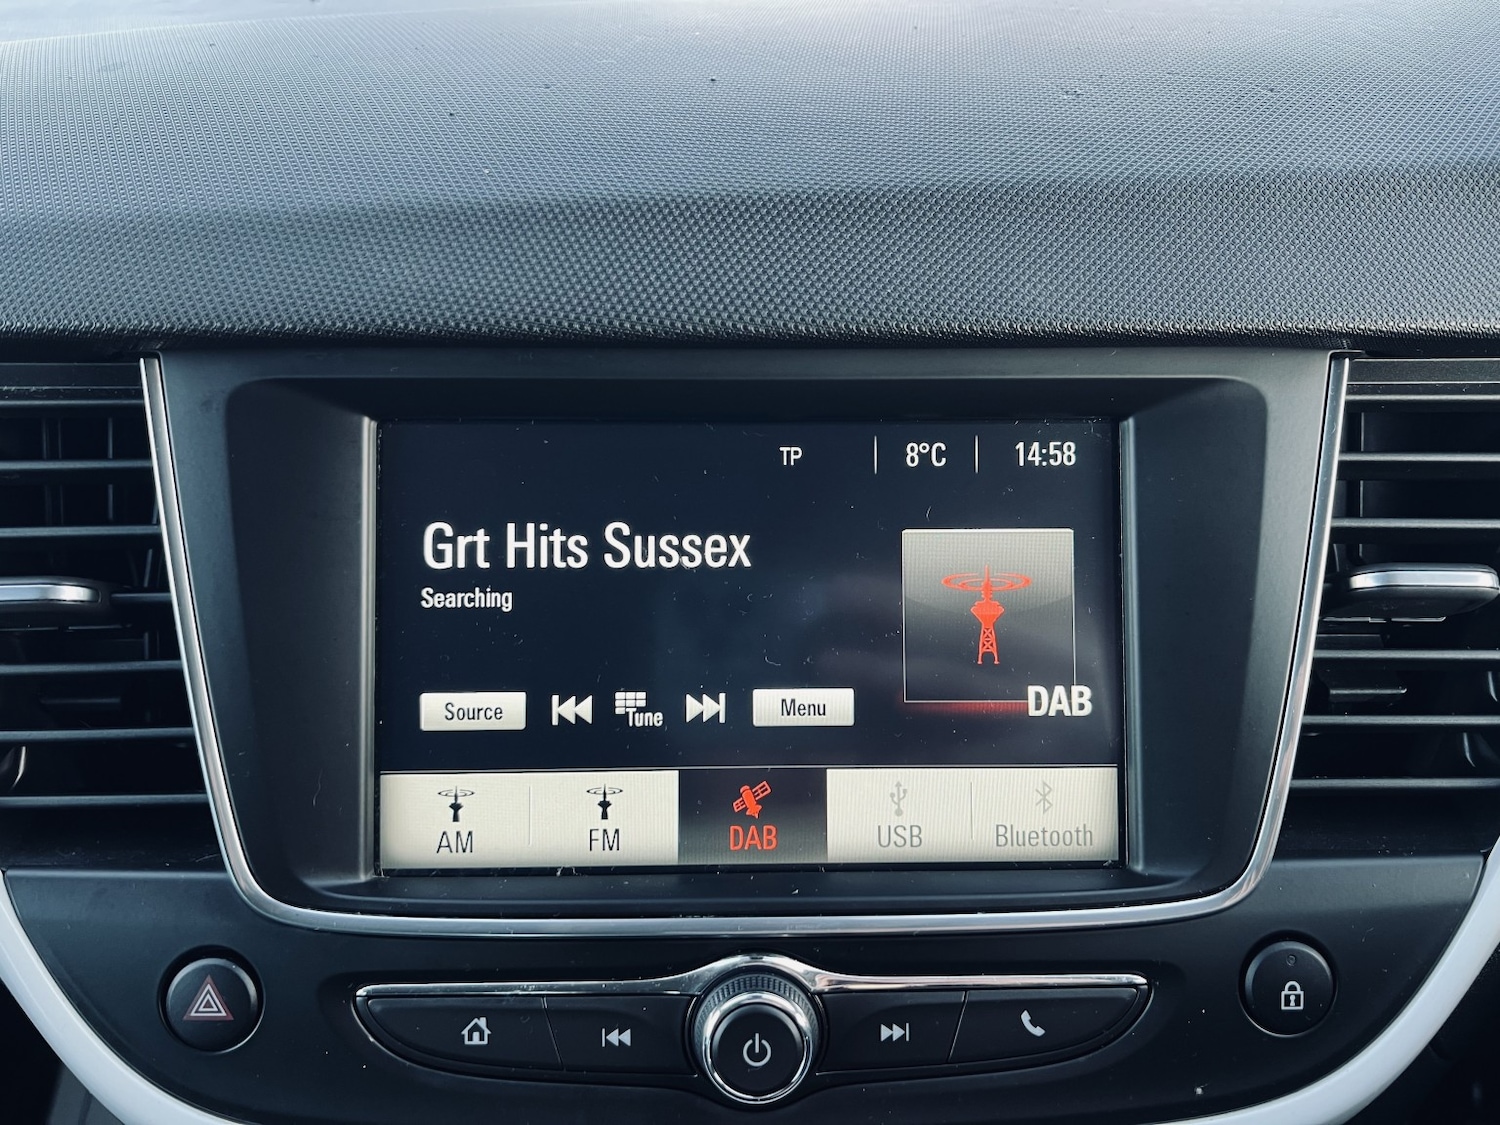 TP 8°C 14:58
Grt Hits Sussex
Searching
Source Tune Menu
DAB
AM FM DAB USB Bluetooth